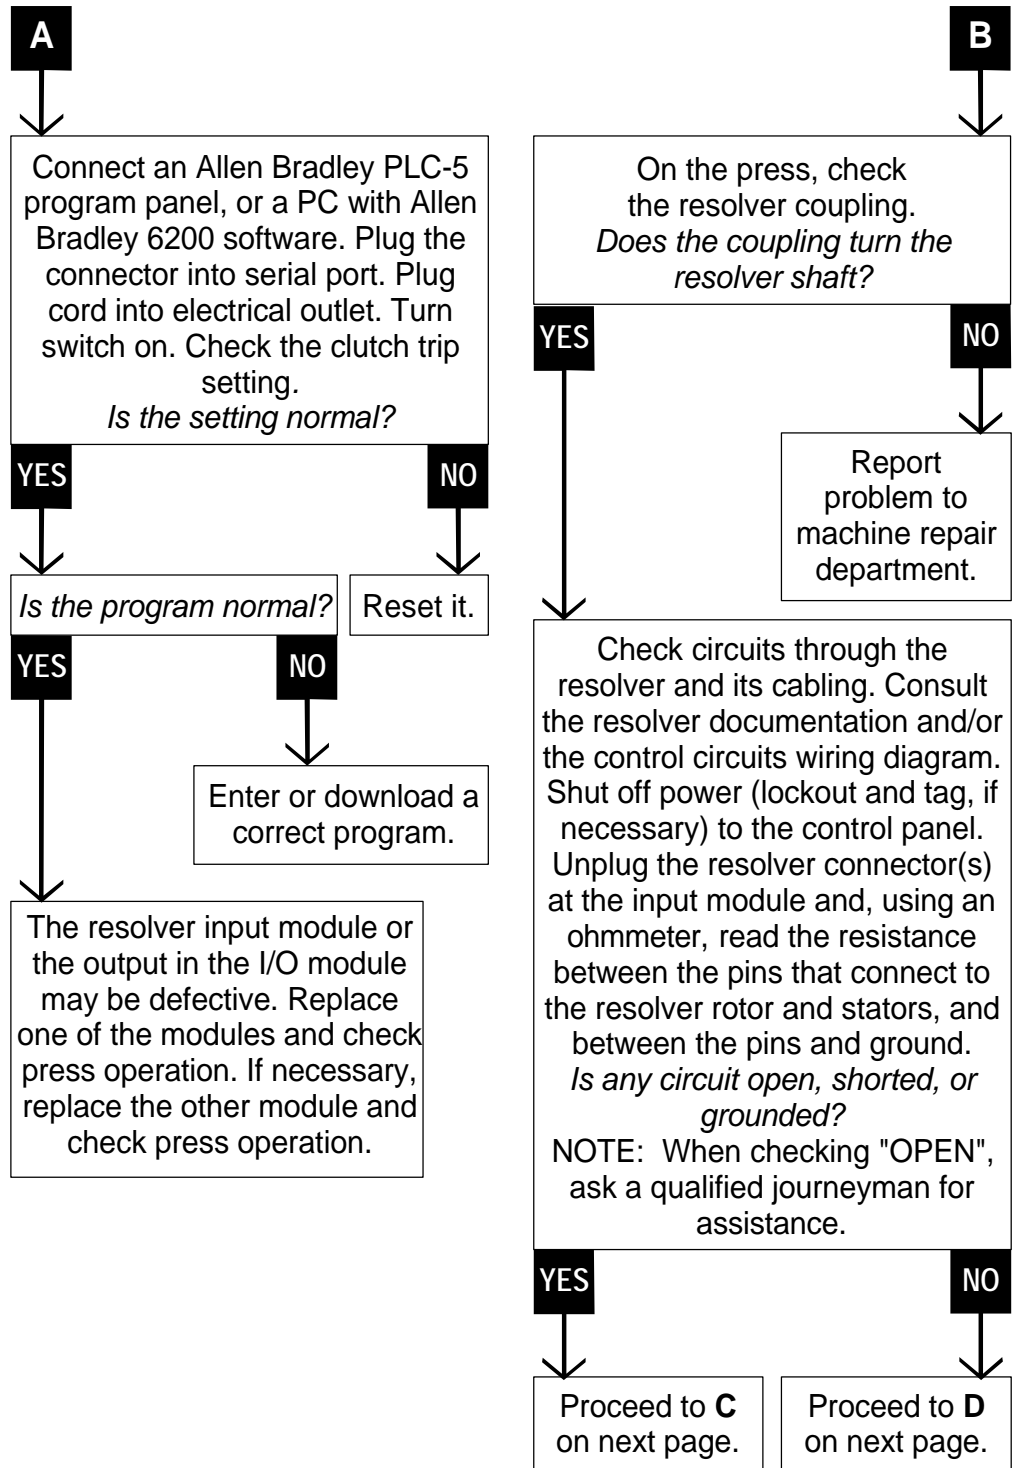 A
Connect an Allen Bradley PLC-5
program panel, or a PC with Allen
Bradley 6200 software. Plug the
connector into serial port. Plug
cord into electrical outlet. Turn
switch on. Check the clutch trip
setting.
Is the setting normal?
YES
NO
Is the program normal?
Reset it.
YES
NO
Enter or download a
correct program.
The resolver input module or
the output in the I/O module
may be defective. Replace
one of the modules and check
press operation. If necessary,
replace the other module and
check press operation.
B
On the press, check
the resolver coupling.
Does the coupling turn the
resolver shaft?
YES
NO
Report
problem to
machine repair
department.
Check circuits through the
resolver and its cabling. Consult
the resolver documentation and/or
the control circuits wiring diagram.
Shut off power (lockout and tag, if
necessary) to the control panel.
Unplug the resolver connector(s)
at the input module and, using an
ohmmeter, read the resistance
between the pins that connect to
the resolver rotor and stators, and
between the pins and ground.
Is any circuit open, shorted, or
grounded?
NOTE: When checking "OPEN",
ask a qualified journeyman for
assistance.
YES
NO
Proceed to C
on next page.
Proceed to D
on next page.